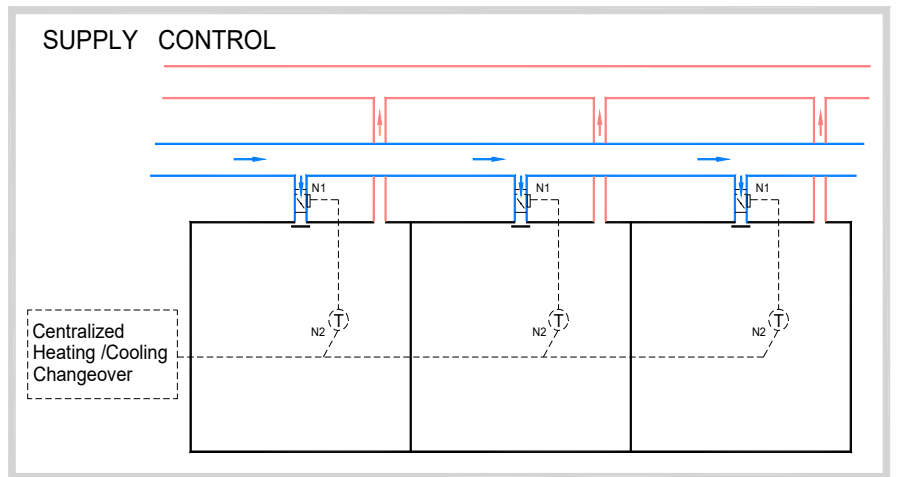 SUPPLY CONTROL
N1
N1
N1
T
T
T
N2
N2
N2
Centralized
Heating /Cooling
Changeover